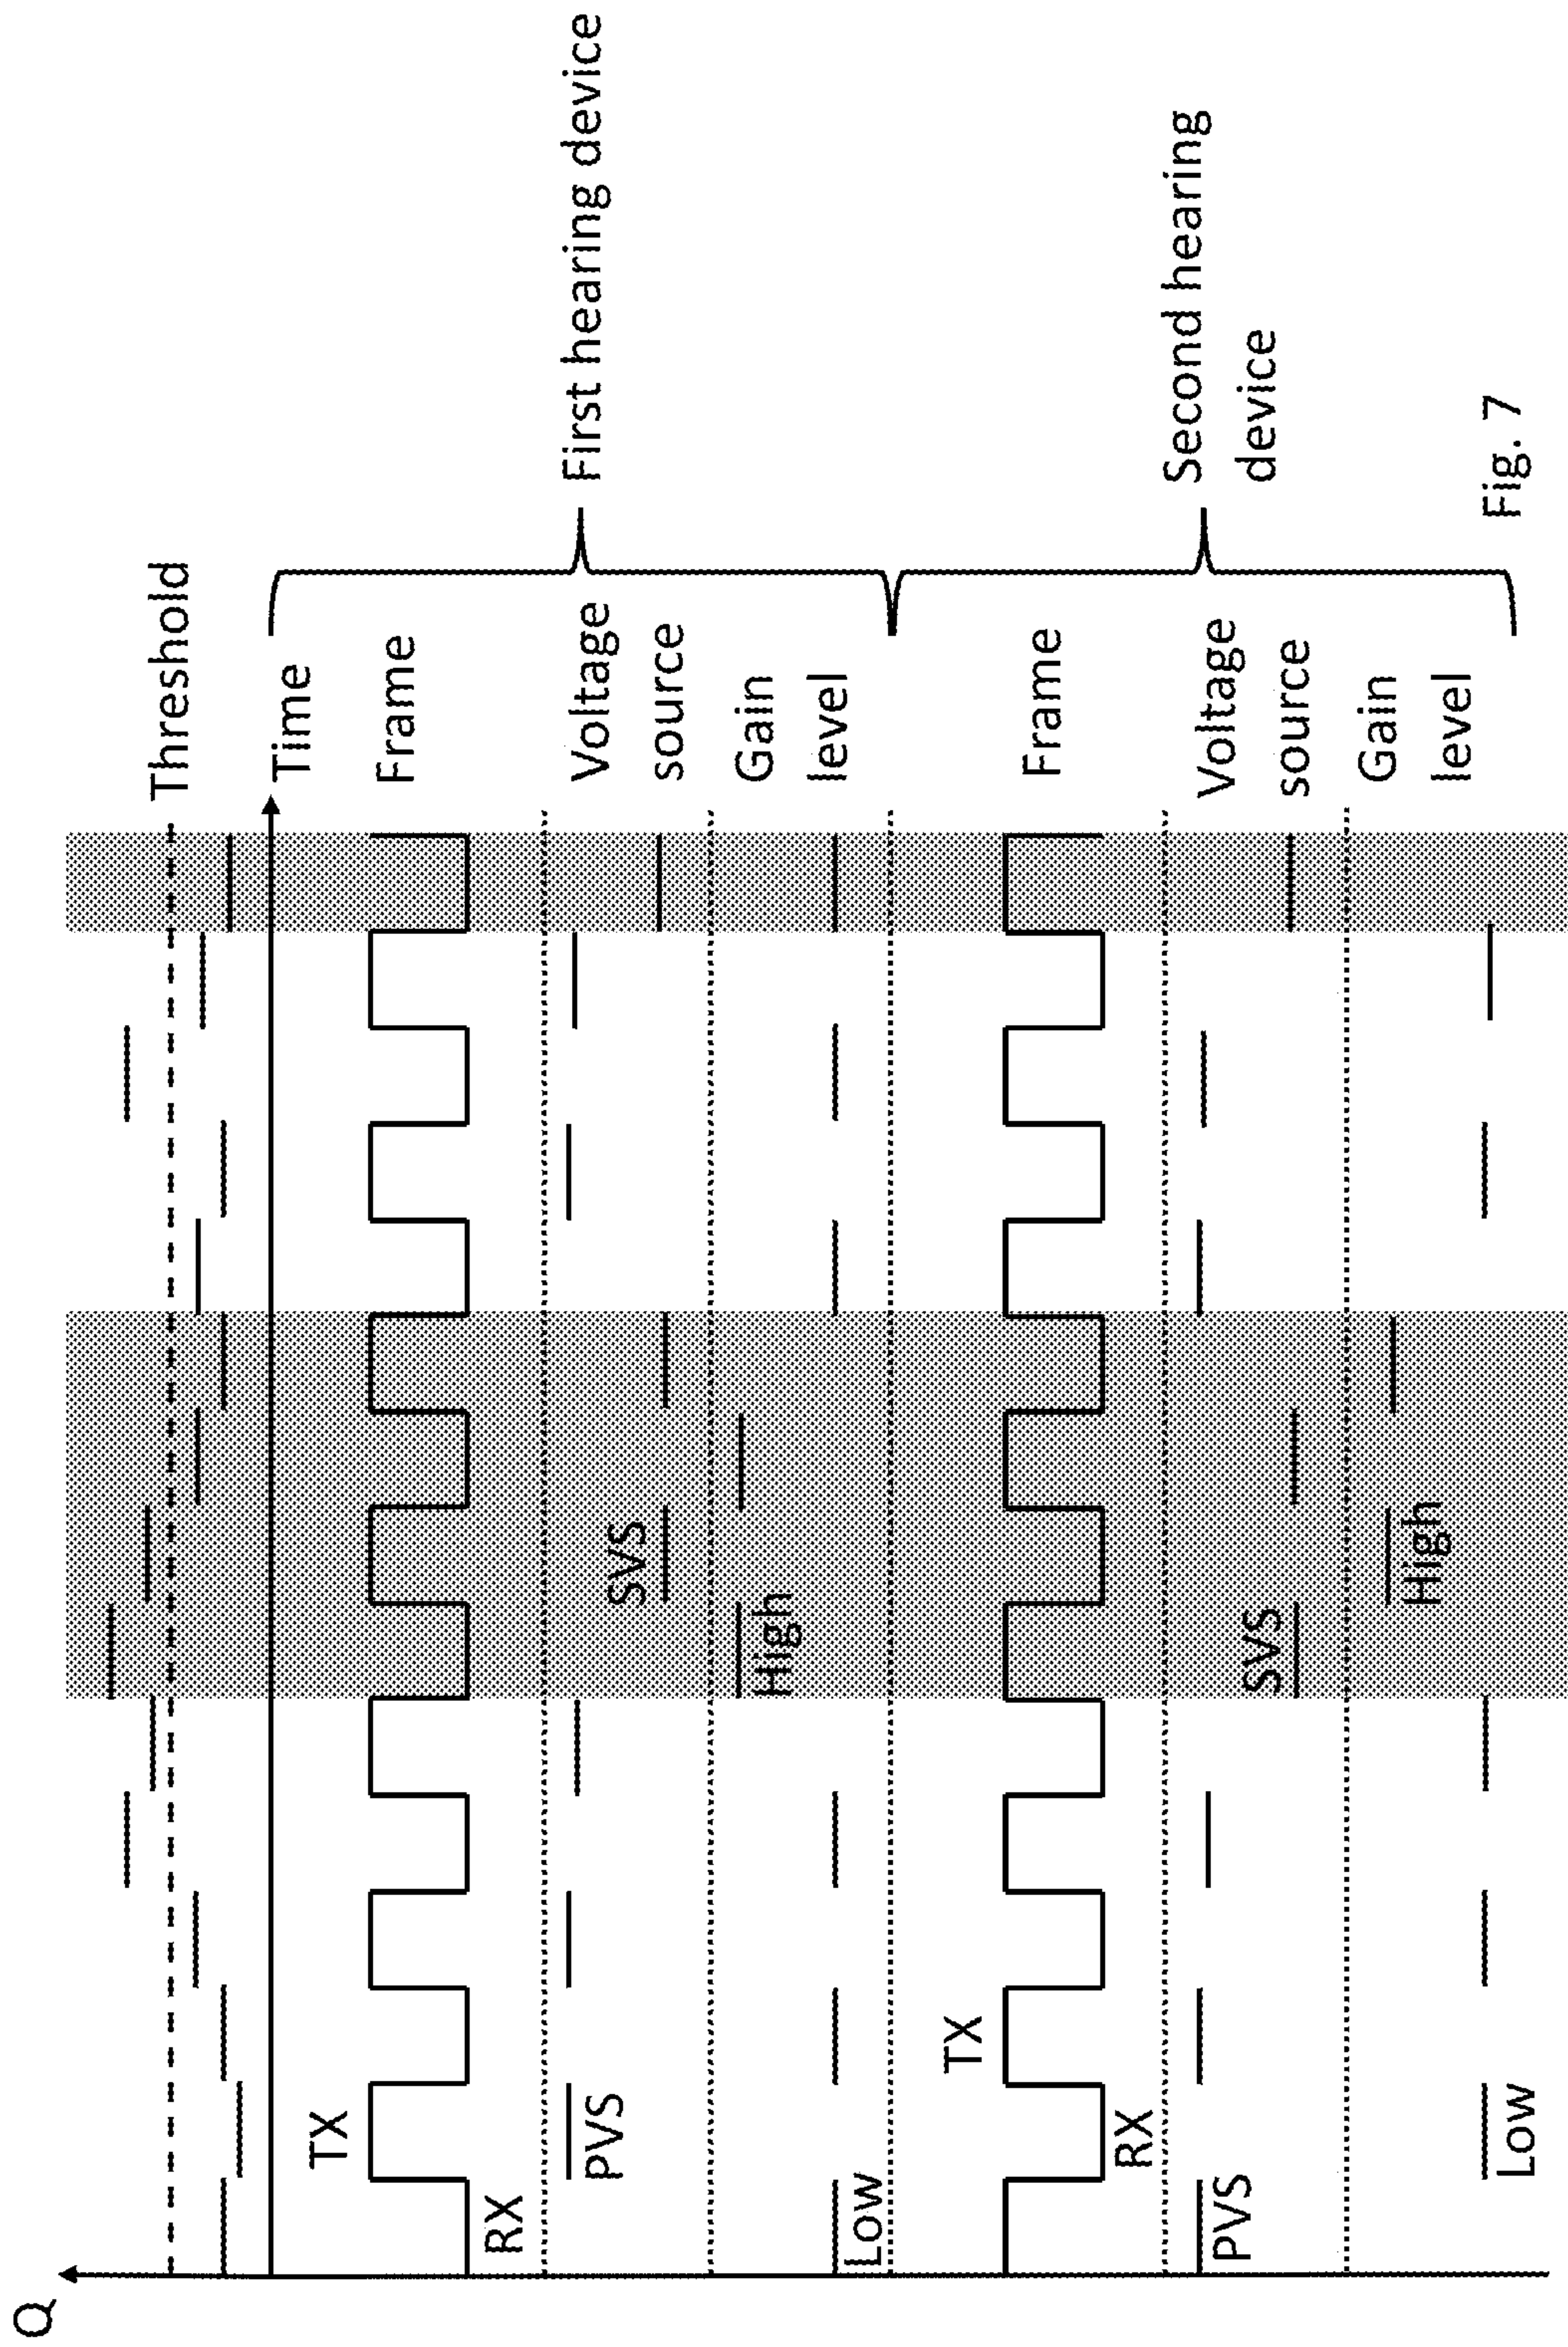 Q
Threshold
Time
TX
Frame
RX
PVS
SVS
Voltage
source
High
Gain
Low
level
First hearing device
TX
Frame
RX
PVS
SVS
Voltage
source
High
Gain
Low
level
Second hearing
device
Fig. 7